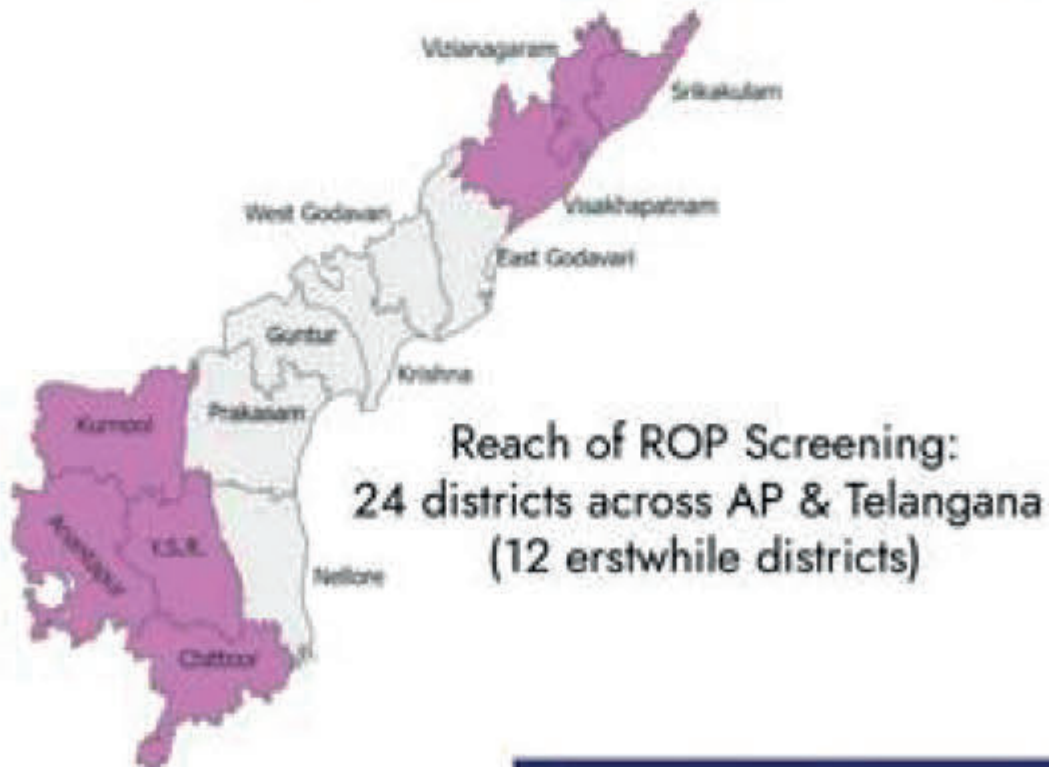 Vizianagaram
Srikakulam
Visakhapatnam
West Godavari
East Godavari
Guntur
Krishna
Kurnool
Prakasam
Anantapur
Y.S.R.
Nellore
Chittoor
Reach of ROP Screening:
24 districts across AP & Telangana
(12 erstwhile districts)